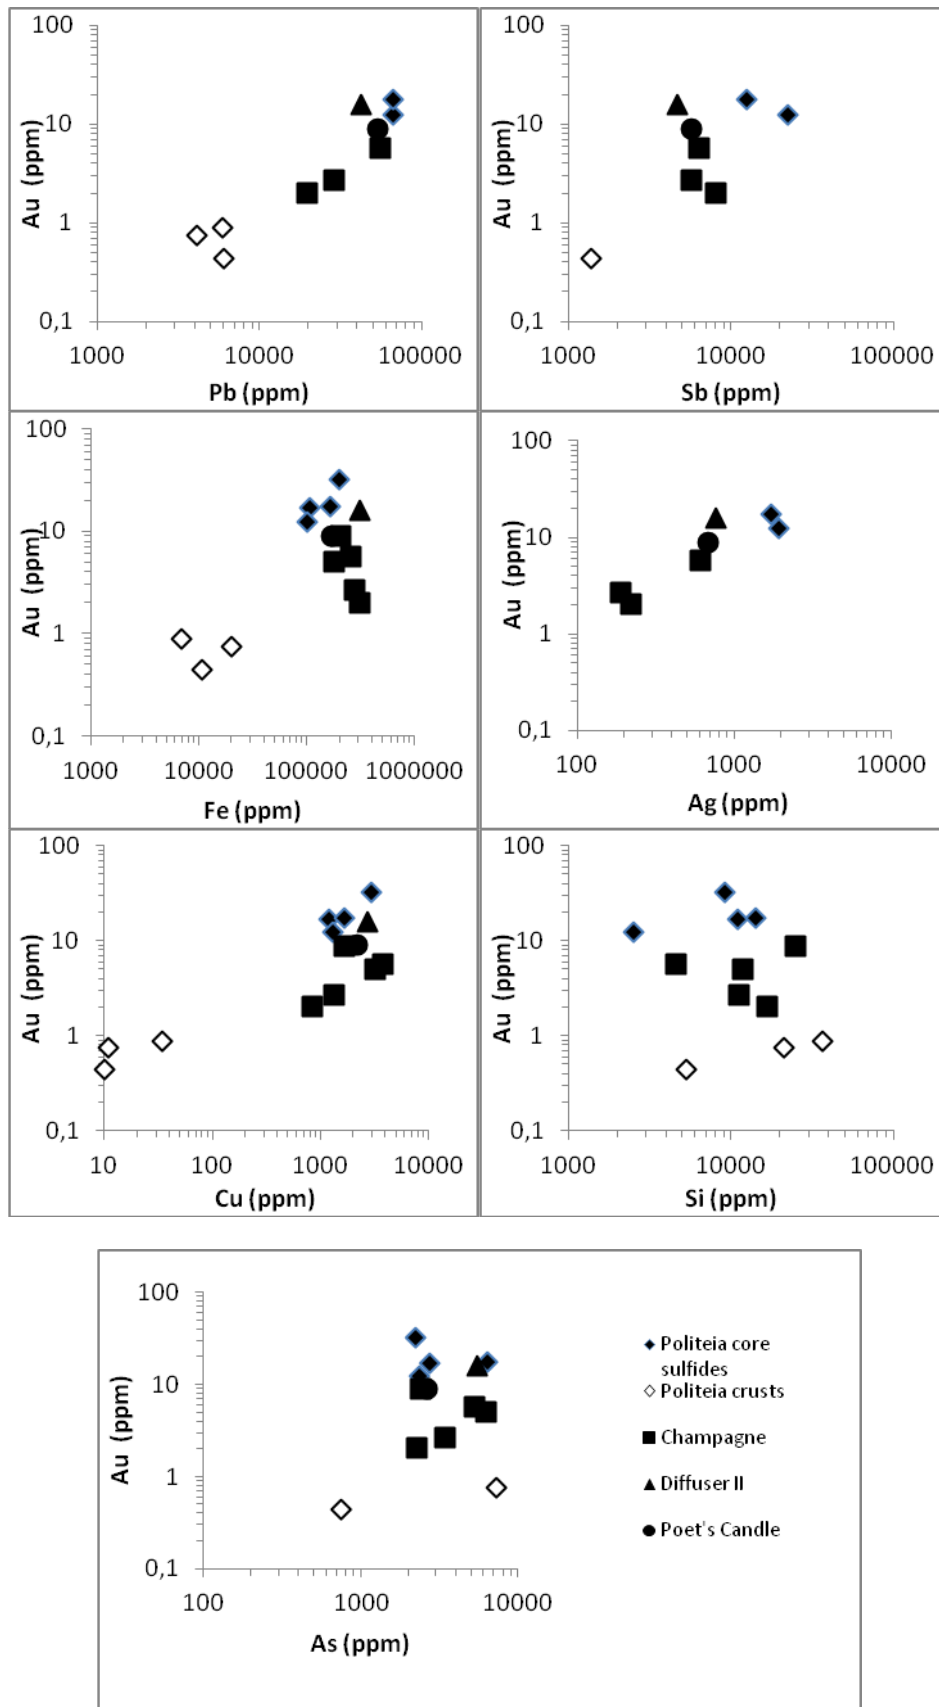 100
10
1
0,1
Au (ppm)
1000 10000 100000
Pb (ppm)
100
10
1
0,1
Au (ppm)
1000 10000 100000
Sb (ppm)
100
10
1
0,1
Au (ppm)
1000 10000 100000 1000000
Fe (ppm)
100
10
1
0,1
Au (ppm)
100 1000 10000
Ag (ppm)
100
10
1
0,1
Au (ppm)
10 100 1000 10000
Cu (ppm)
100
10
1
0,1
Au (ppm)
1000 10000 100000
Si (ppm)
100
10
1
0,1
Au (ppm)
100 1000 10000
As (ppm)
Politeia core
sulfides
Politeia crusts
Champagne
Diffuser II
Poet's Candle